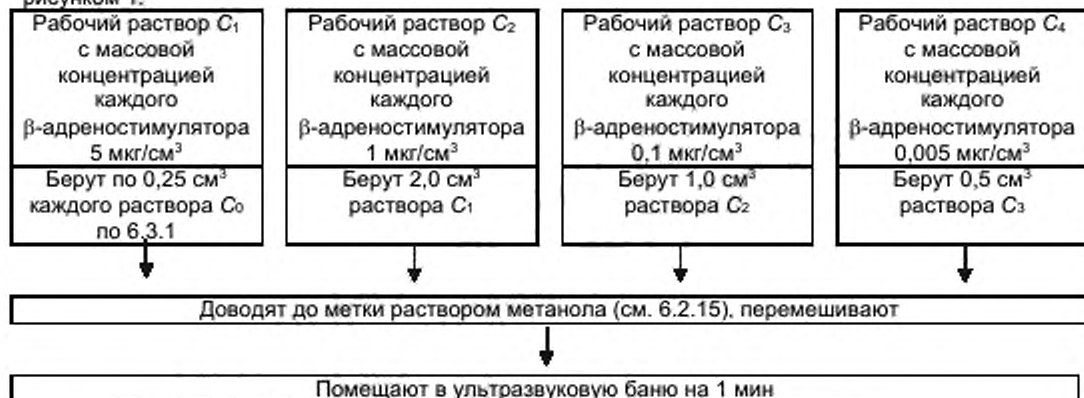 рисунком 1.
Рабочий раствор C₁
с массовой
концентрацией
каждого
β-адреностимулятора
5 мкг/см³
Берут по 0,25 см³
каждого раствора C₀
по 6.3.1
Рабочий раствор C₂
с массовой
концентрацией
каждого
β-адреностимулятора
1 мкг/см³
Берут 2,0 см³
раствора C₁
Рабочий раствор C₃
с массовой
концентрацией
каждого
β-адреностимулятора
0,1 мкг/см³
Берут 1,0 см³
раствора C₂
Рабочий раствор C₄
с массовой
концентрацией
каждого
β-адреностимулятора
0,005 мкг/см³
Берут 0,5 см³
раствора C₃
Доводят до метки раствором метанола (см. 6.2.15), перемешивают
Помещают в ультразвуковую баню на 1 мин